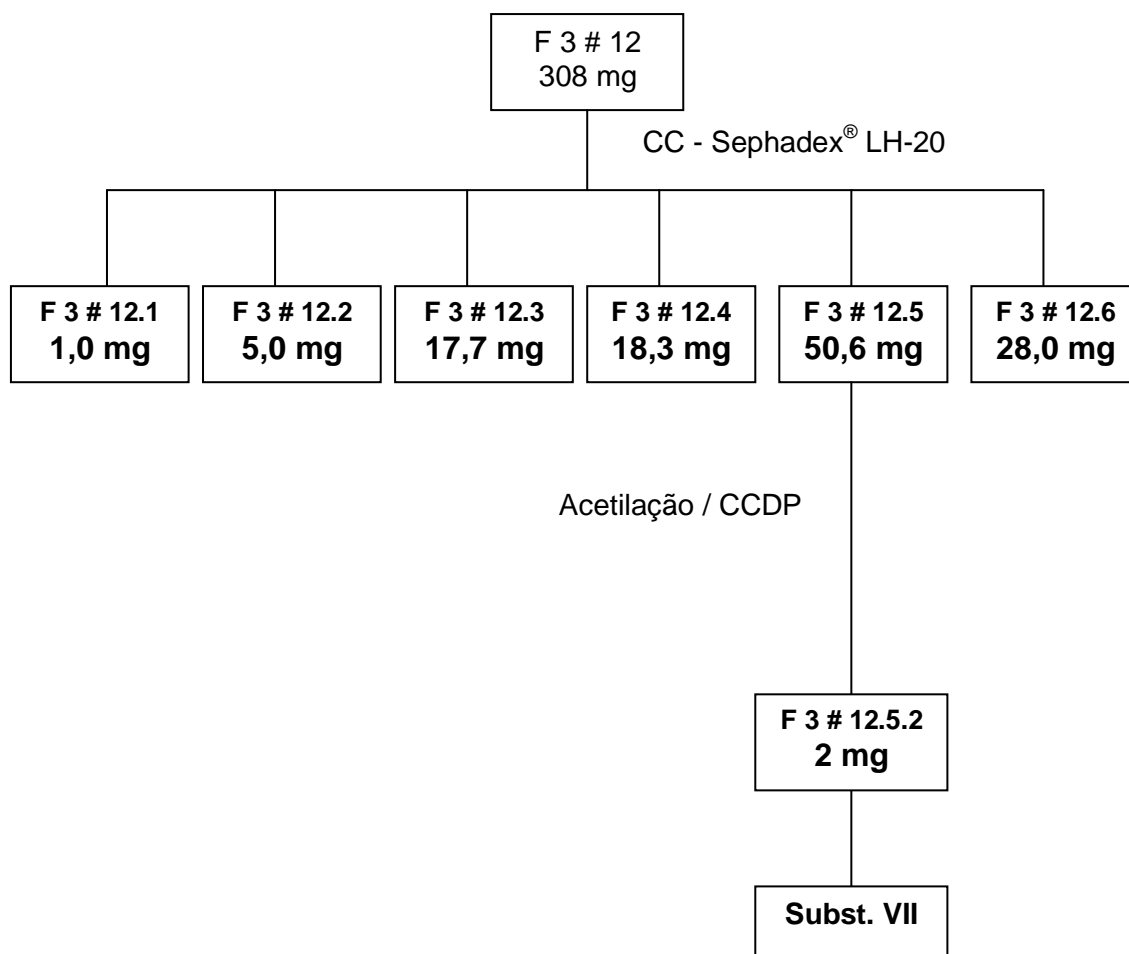 F 3 # 12
308 mg
CC - Sephadex® LH-20
F 3 # 12.1
1,0 mg
F 3 # 12.2
5,0 mg
F 3 # 12.3
17,7 mg
F 3 # 12.4
18,3 mg
F 3 # 12.5
50,6 mg
F 3 # 12.6
28,0 mg
Acetilação / CCDP
F 3 # 12.5.2
2 mg
Subst. VII